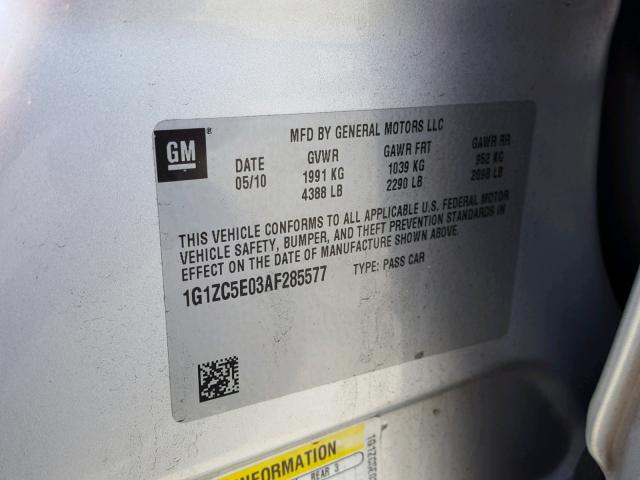 GM
®
MFD BY GENERAL MOTORS LLC
DATE GVWR GAWR FRT GAWR RR
05/10 1991 KG 1039 KG 952 KG
4388 LB 2290 LB 2098 LB
THIS VEHICLE CONFORMS TO ALL APPLICABLE U.S. FEDERAL MOTOR
VEHICLE SAFETY, BUMPER, AND THEFT PREVENTION STANDARDS IN
EFFECT ON THE DATE OF MANUFACTURE SHOWN ABOVE.
1G1ZC5E03AF285577 TYPE: PASS CAR
INFORMATION
REAR 3